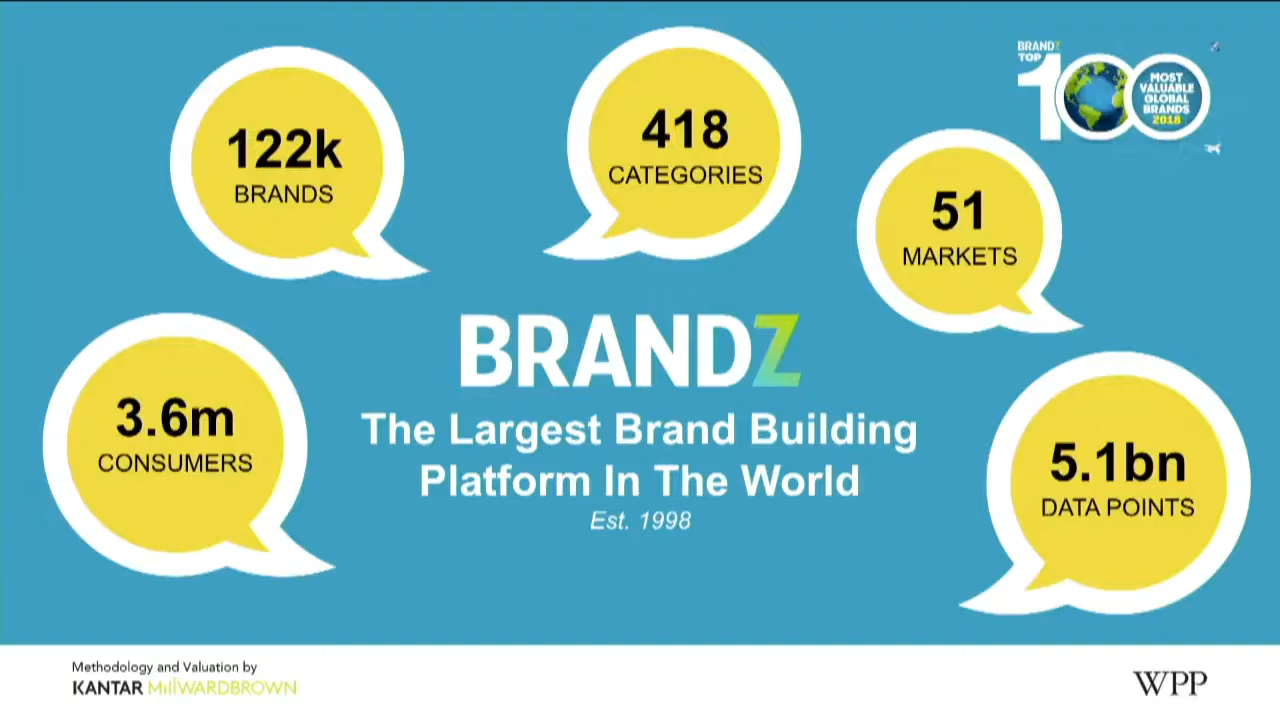 BRANDZ
TOP
100
MOST
VALUABLE
GLOBAL
BRANDS
2018
122k
BRANDS
418
CATEGORIES
51
MARKETS
3.6m
CONSUMERS
BRANDZ
The Largest Brand Building
Platform In The World
Est. 1998
5.1bn
DATA POINTS
Methodology and Valuation by
KANTAR MillWARDBROWN
WPP